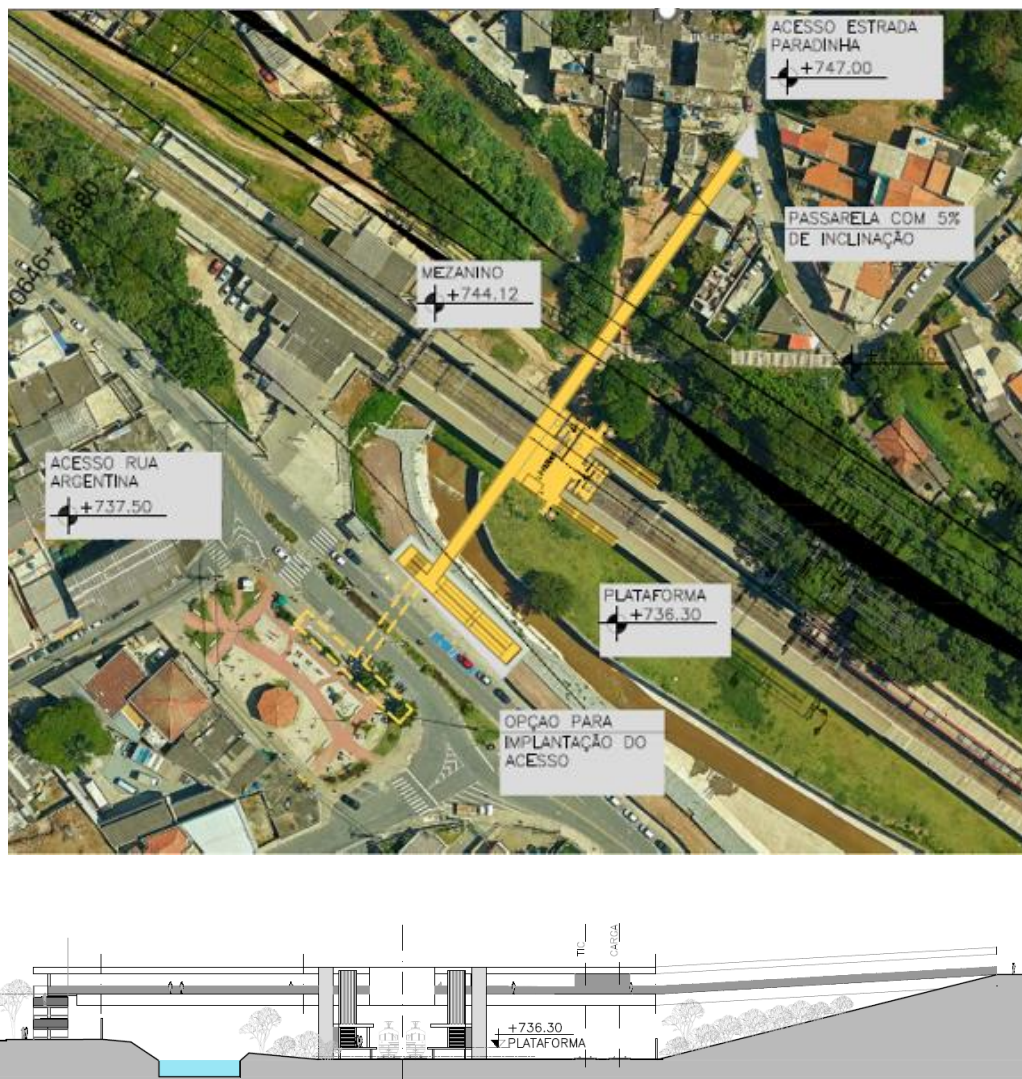 ACESSO ESTRADA
PARADINHA
+747.00
PASSARELA COM 5%
DE INCLINAÇÃO
MEZANINO
+744.12
ACESSO RUA
ARGENTINA
+737.50
PLATAFORMA
+736.30
OPÇAO PARA
IMPLANTAÇÃO DO
ACESSO
TIC
CARGA
+736.30
PLATAFORMA